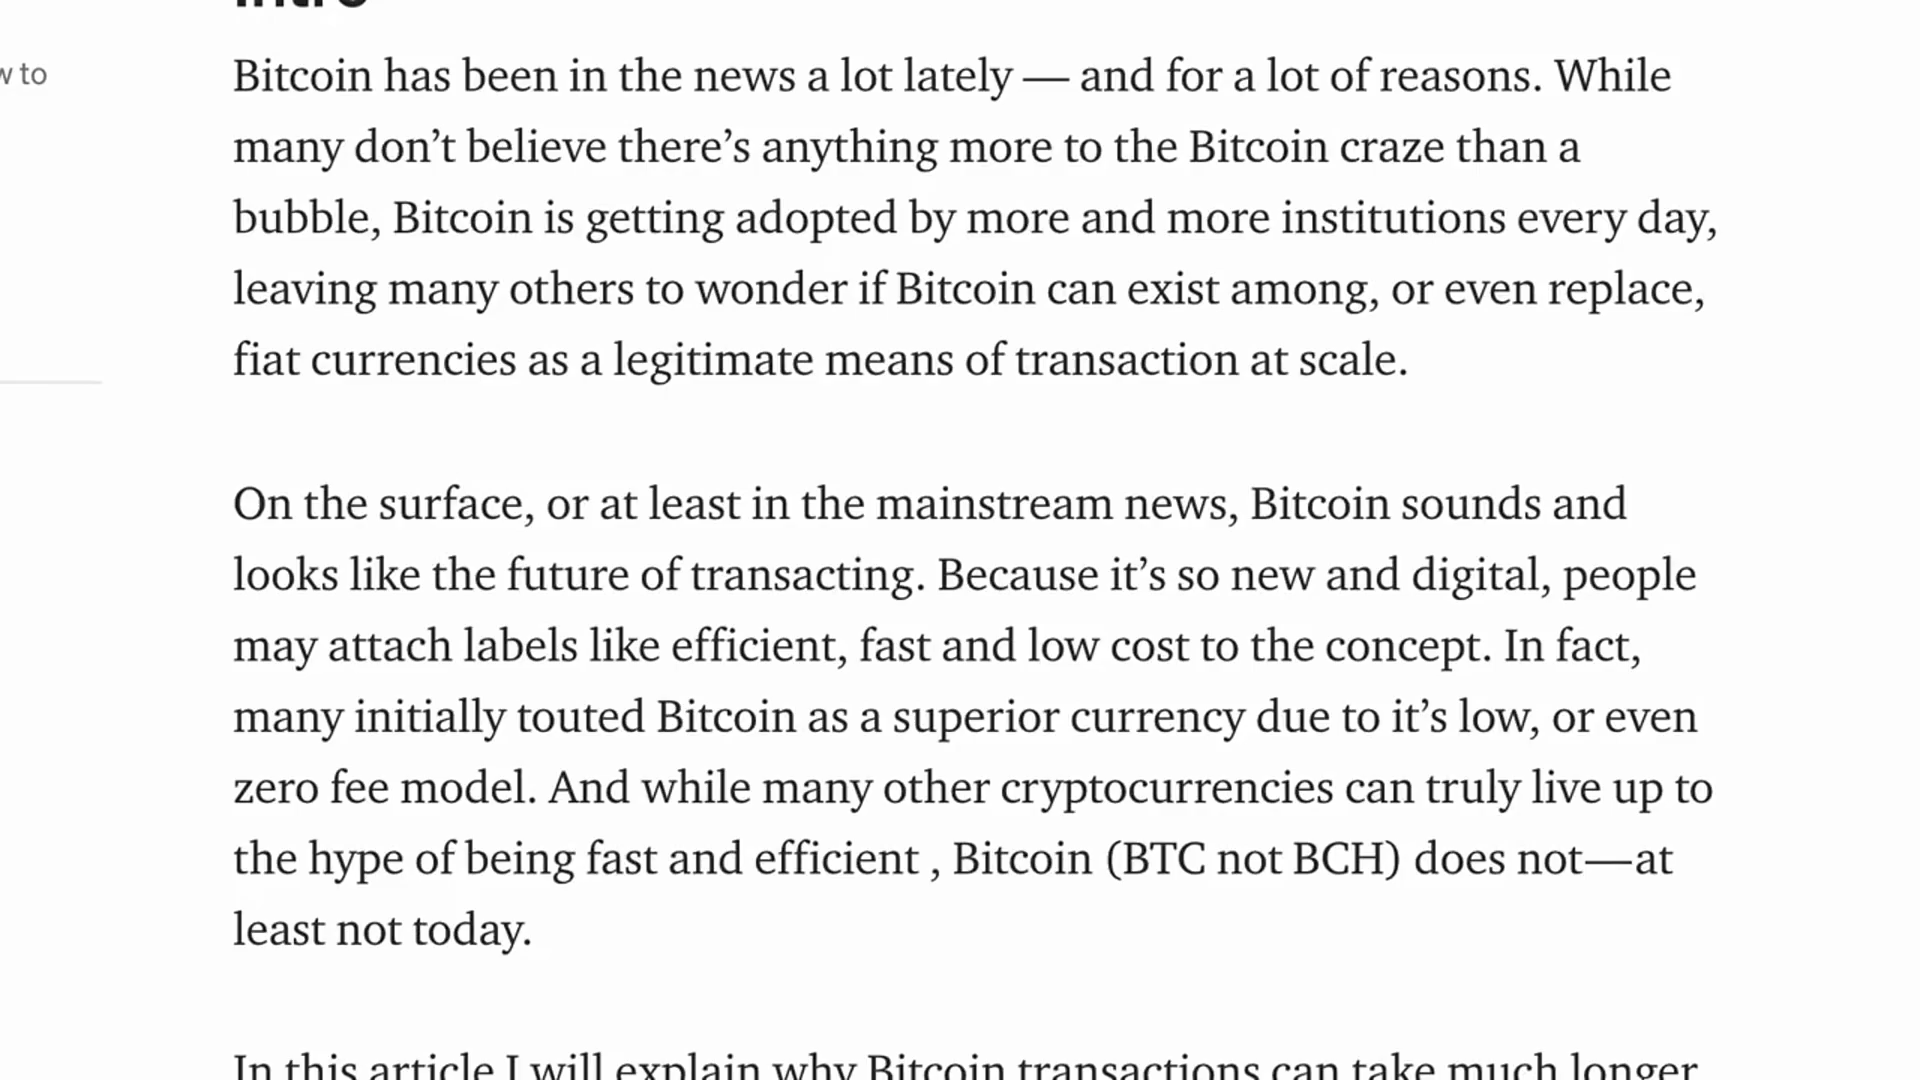 Intro
w to
Bitcoin has been in the news a lot lately — and for a lot of reasons. While
many don’t believe there’s anything more to the Bitcoin craze than a
bubble, Bitcoin is getting adopted by more and more institutions every day,
leaving many others to wonder if Bitcoin can exist among, or even replace,
fiat currencies as a legitimate means of transaction at scale.
On the surface, or at least in the mainstream news, Bitcoin sounds and
looks like the future of transacting. Because it’s so new and digital, people
may attach labels like efficient, fast and low cost to the concept. In fact,
many initially touted Bitcoin as a superior currency due to it’s low, or even
zero fee model. And while many other cryptocurrencies can truly live up to
the hype of being fast and efficient , Bitcoin (BTC not BCH) does not—at
least not today.
In this article I will explain why Bitcoin transactions can take much longer